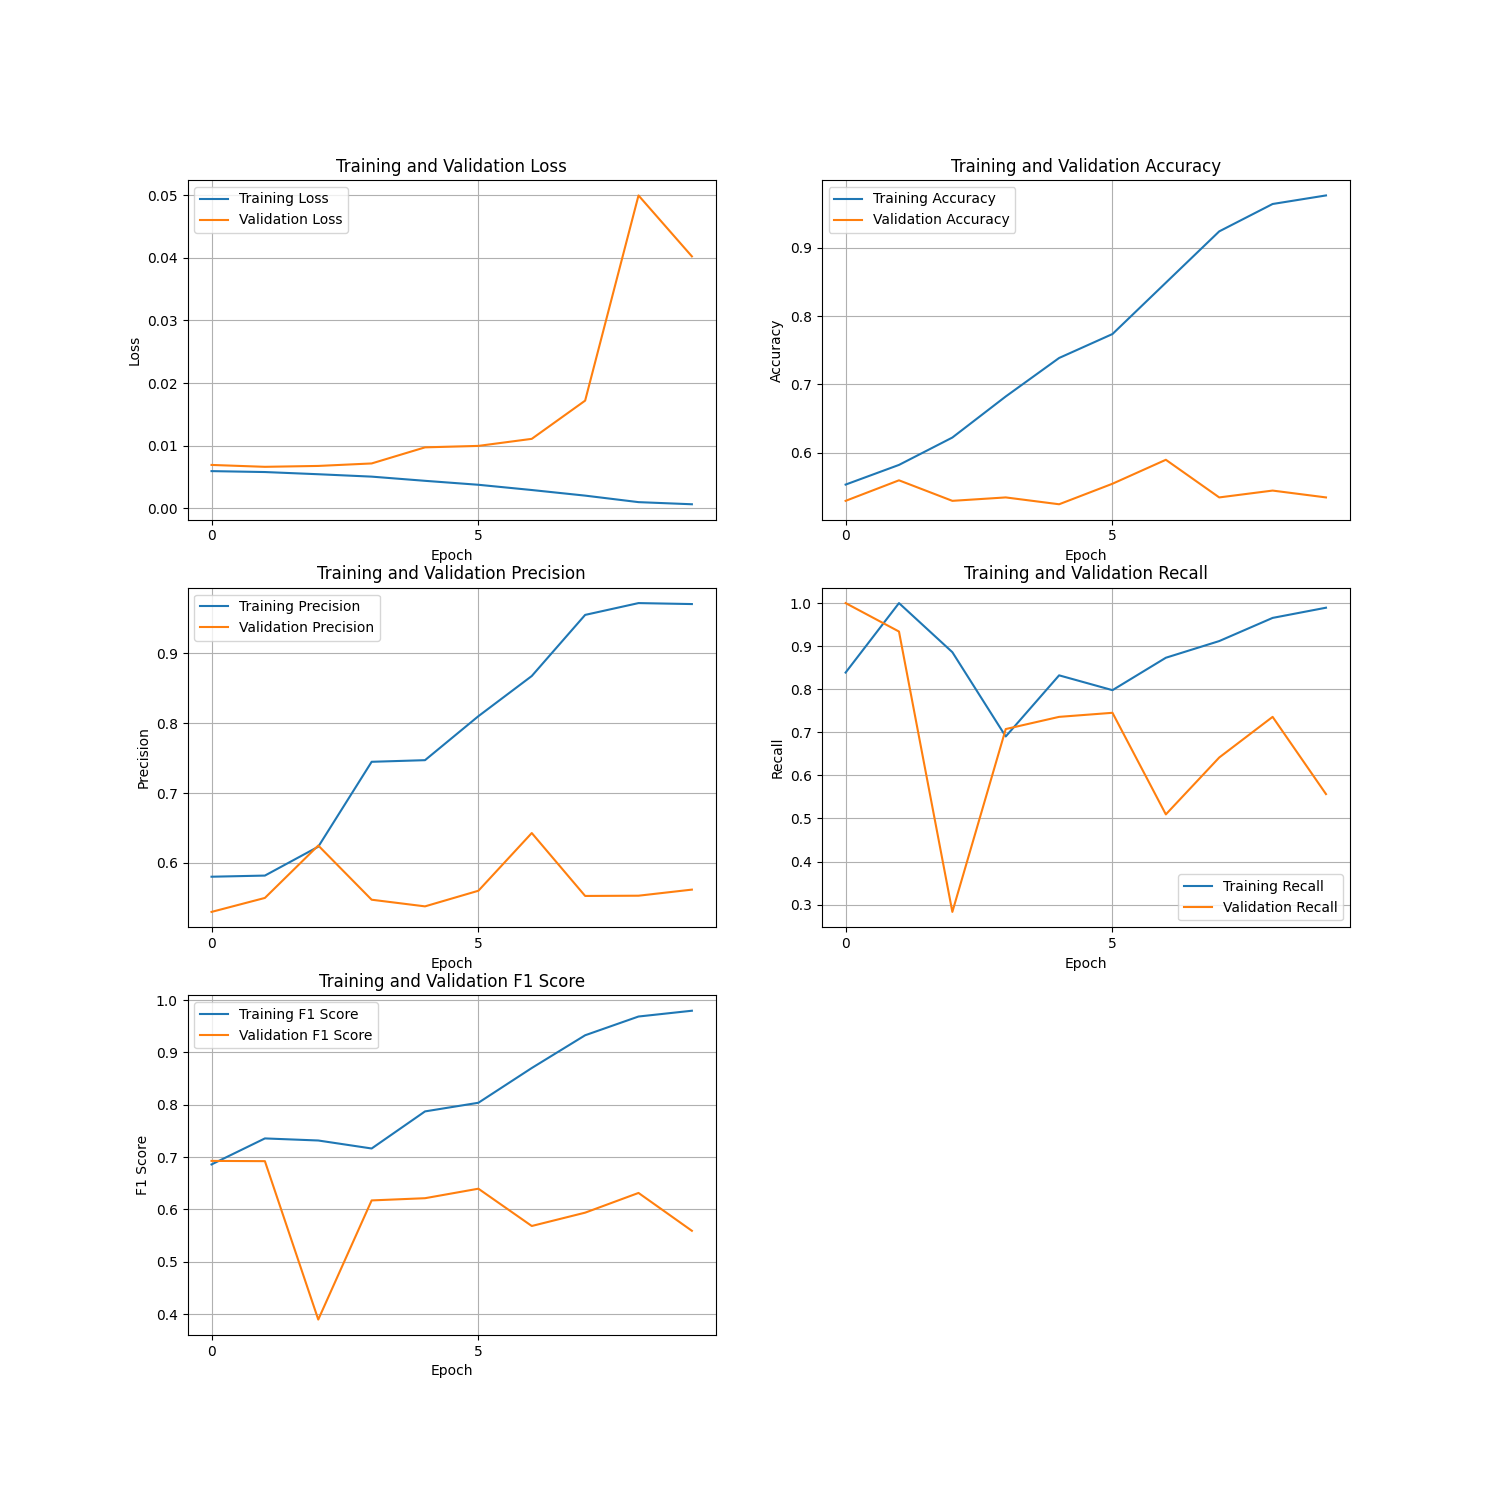 Training and Validation Loss
Training Loss
Validation Loss
0.05
0.04
0.03
0.02
0.01
0.00
Loss
0 5
Epoch
Training and Validation Accuracy
Training Accuracy
Validation Accuracy
0.9
0.8
0.7
0.6
Accuracy
0 5
Epoch
Training and Validation Precision
Training Precision
Validation Precision
0.9
0.8
0.7
0.6
Precision
0 5
Epoch
Training and Validation Recall
1.0
0.9
0.8
0.7
0.6
0.5
0.4
0.3
Recall
Training Recall
Validation Recall
0 5
Epoch
Training and Validation F1 Score
Training F1 Score
Validation F1 Score
1.0
0.9
0.8
0.7
0.6
0.5
0.4
F1 Score
0 5
Epoch